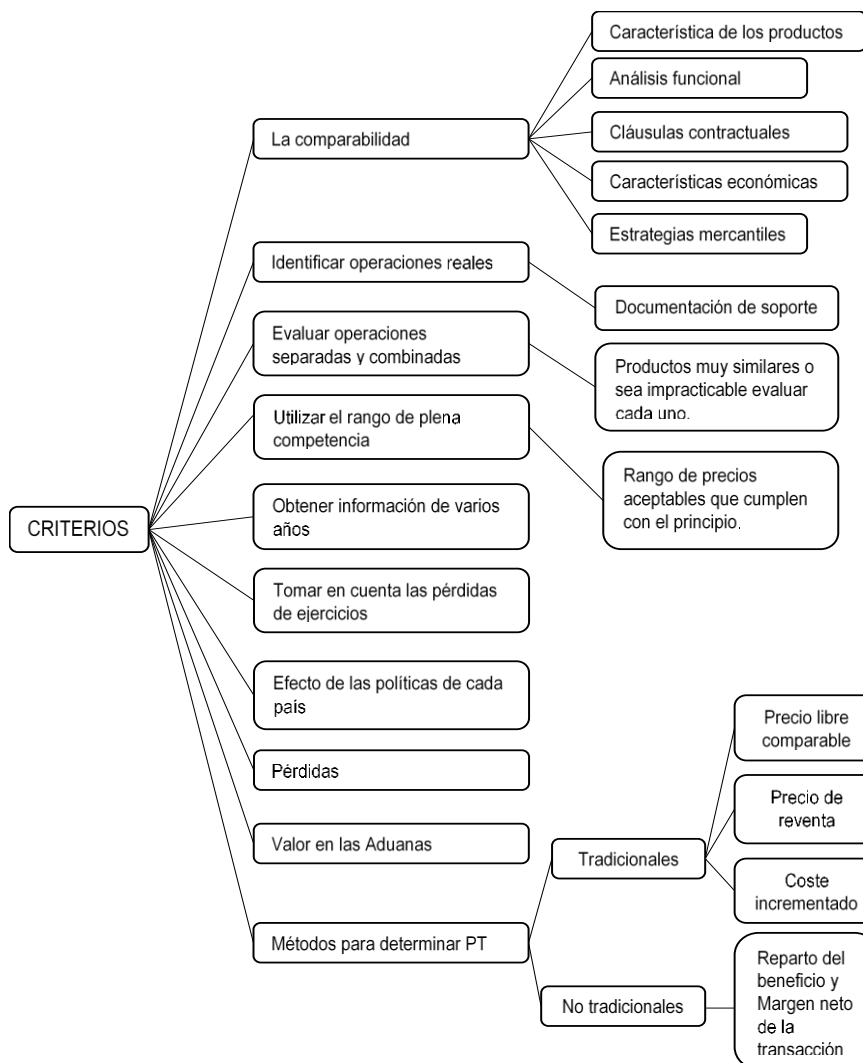 CRITERIOS
La comparabilidad
Característica de los productos
Análisis funcional
Cláusulas contractuales
Características económicas
Estrategias mercantiles
Identificar operaciones reales
Documentación de soporte
Evaluar operaciones
separadas y combinadas
Productos muy similares o
sea impracticable evaluar
cada uno.
Utilizar el rango de plena
competencia
Rango de precios
aceptables que cumplen
con el principio.
Obtener información de varios
años
Tomar en cuenta las pérdidas
de ejercicios
Efecto de las políticas de cada
país
Pérdidas
Valor en las Aduanas
Métodos para determinar PT
Tradicionales
Precio libre
comparable
Precio de
reventa
Coste
incrementado
No tradicionales
Reparto del
beneficio y
Margen neto
de la
transacción